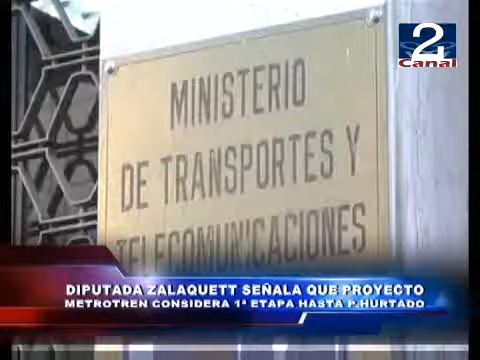 2
Canal
MINISTERIO
DE TRANSPORTES Y
TELECOMUNICACIONES
DIPUTADA ZALAQUETT SEÑALA QUE PROYECTO
METROTREN CONSIDERA 1ª ETAPA HASTA P.HURTADO